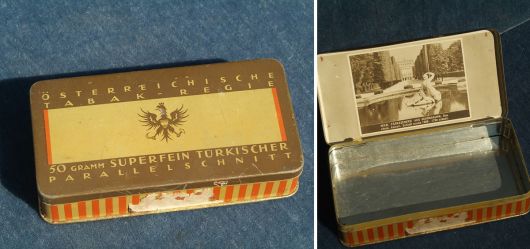 ÖSTERREICHISCHE
TABAK-REGIE
50 GRAMM SUPERFEIN TÜRKISCHER
PARALLELSCHNITT